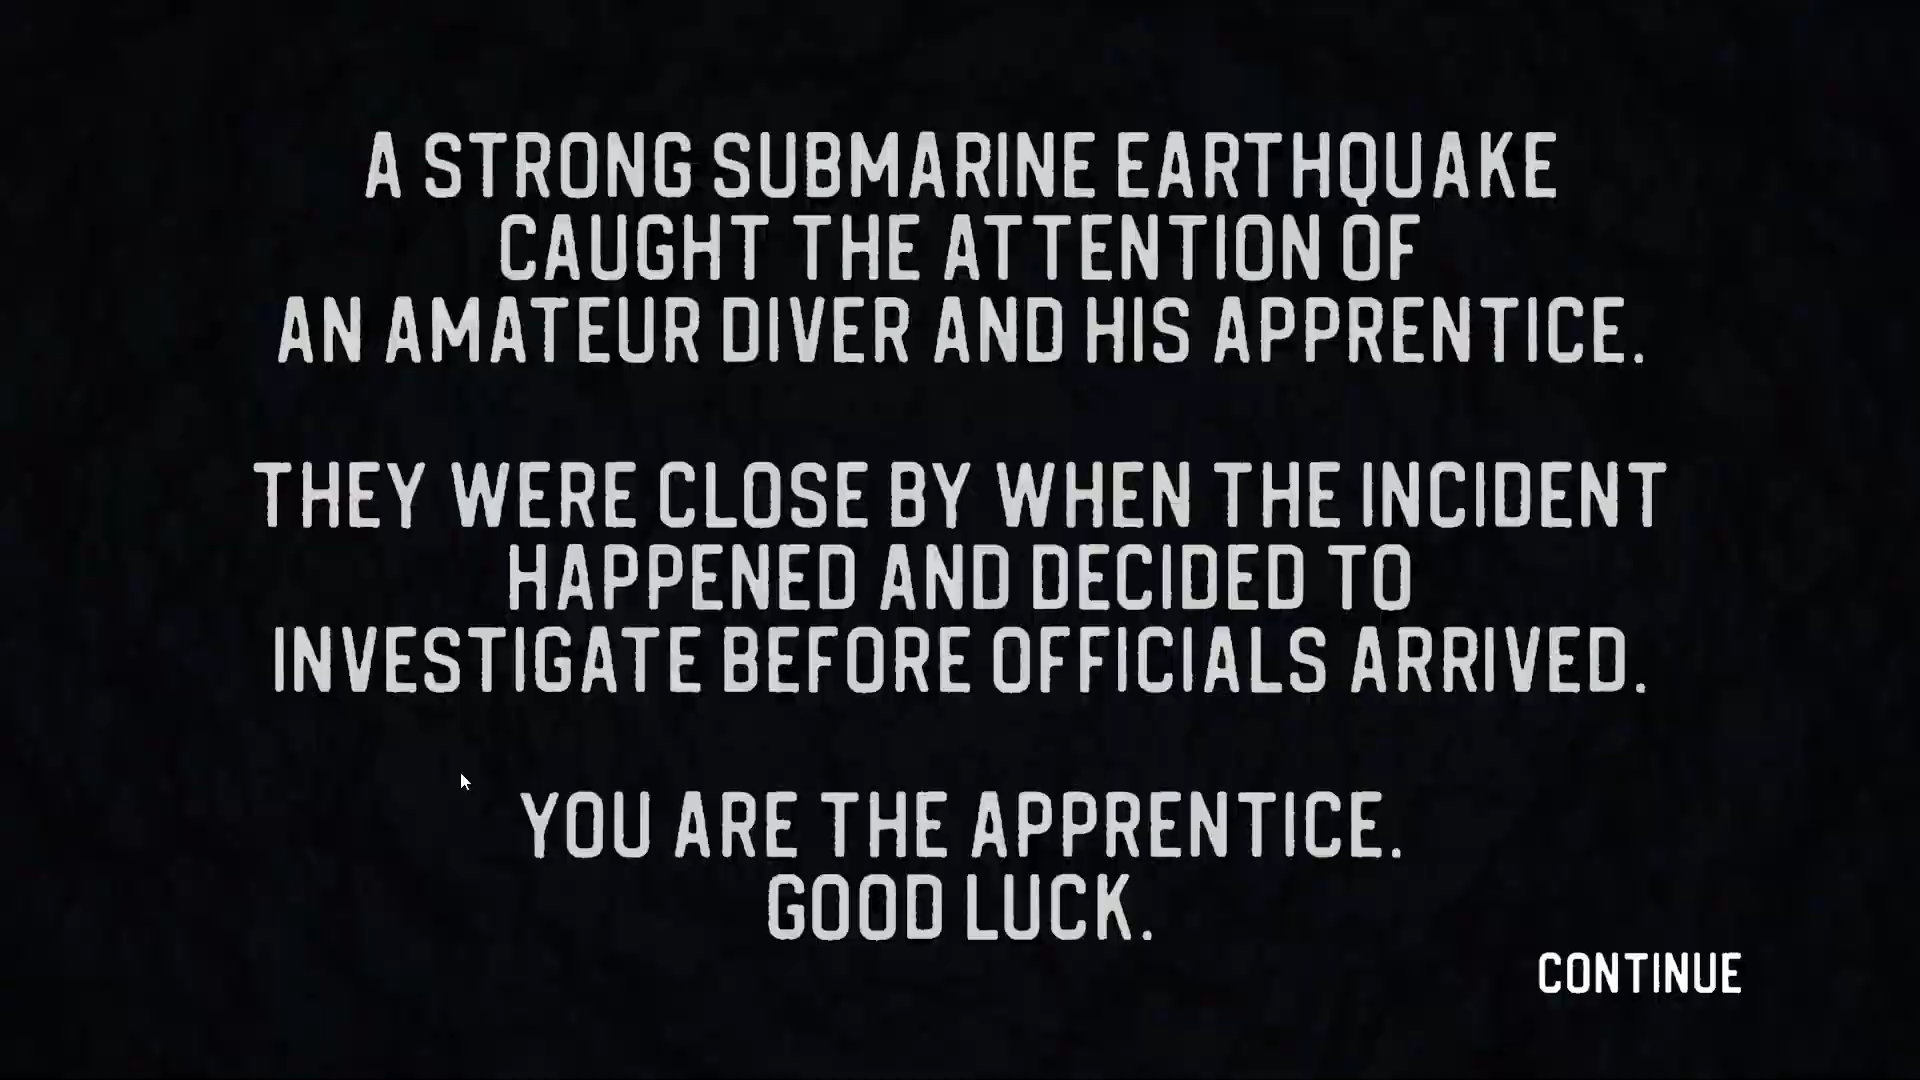 A STRONG SUBMARINE EARTHQUAKE
CAUGHT THE ATTENTION OF
AN AMATEUR DIVER AND HIS APPRENTICE.
THEY WERE CLOSE BY WHEN THE INCIDENT
HAPPENED AND DECIDED TO
INVESTIGATE BEFORE OFFICIALS ARRIVED.
YOU ARE THE APPRENTICE.
GOOD LUCK.
CONTINUE